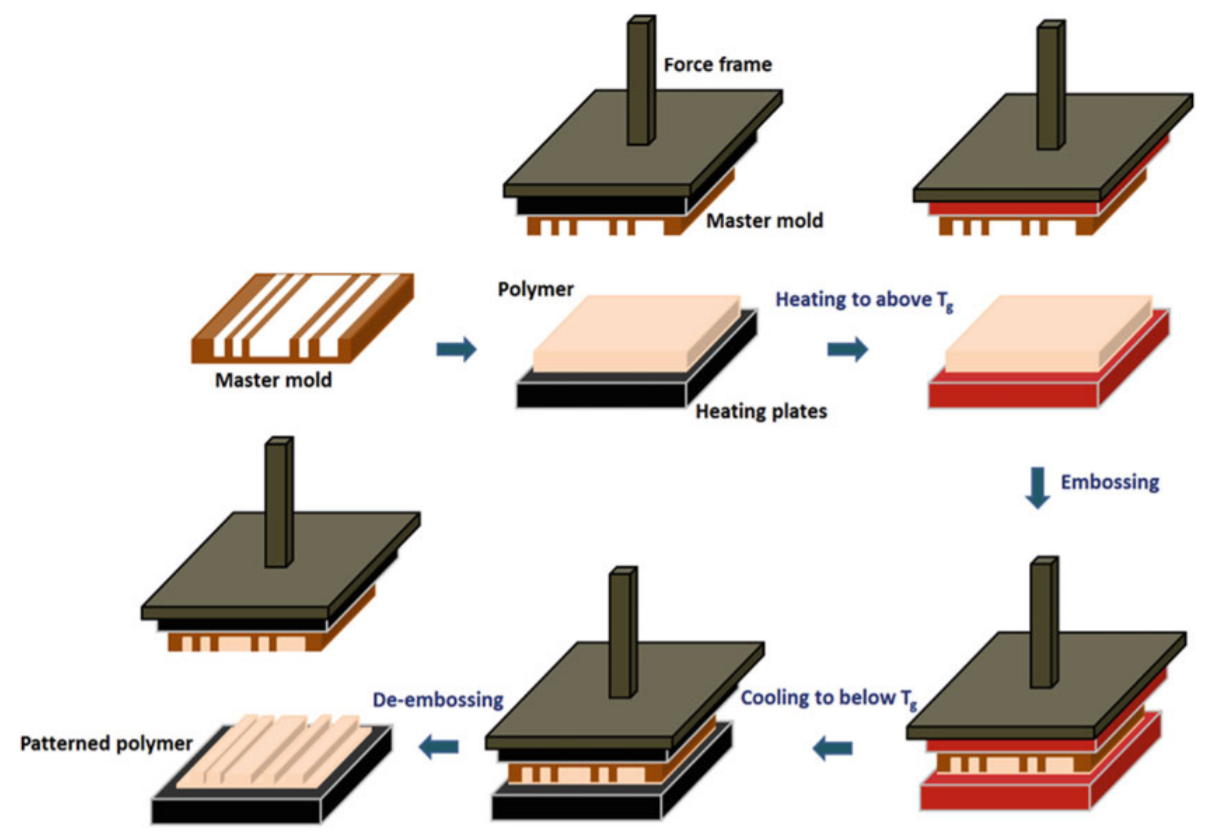 Force frame
Master mold
Polymer
Heating to above Tg
Master mold
Heating plates
Embossing
De-embossing
Cooling to below Tg
Patterned polymer